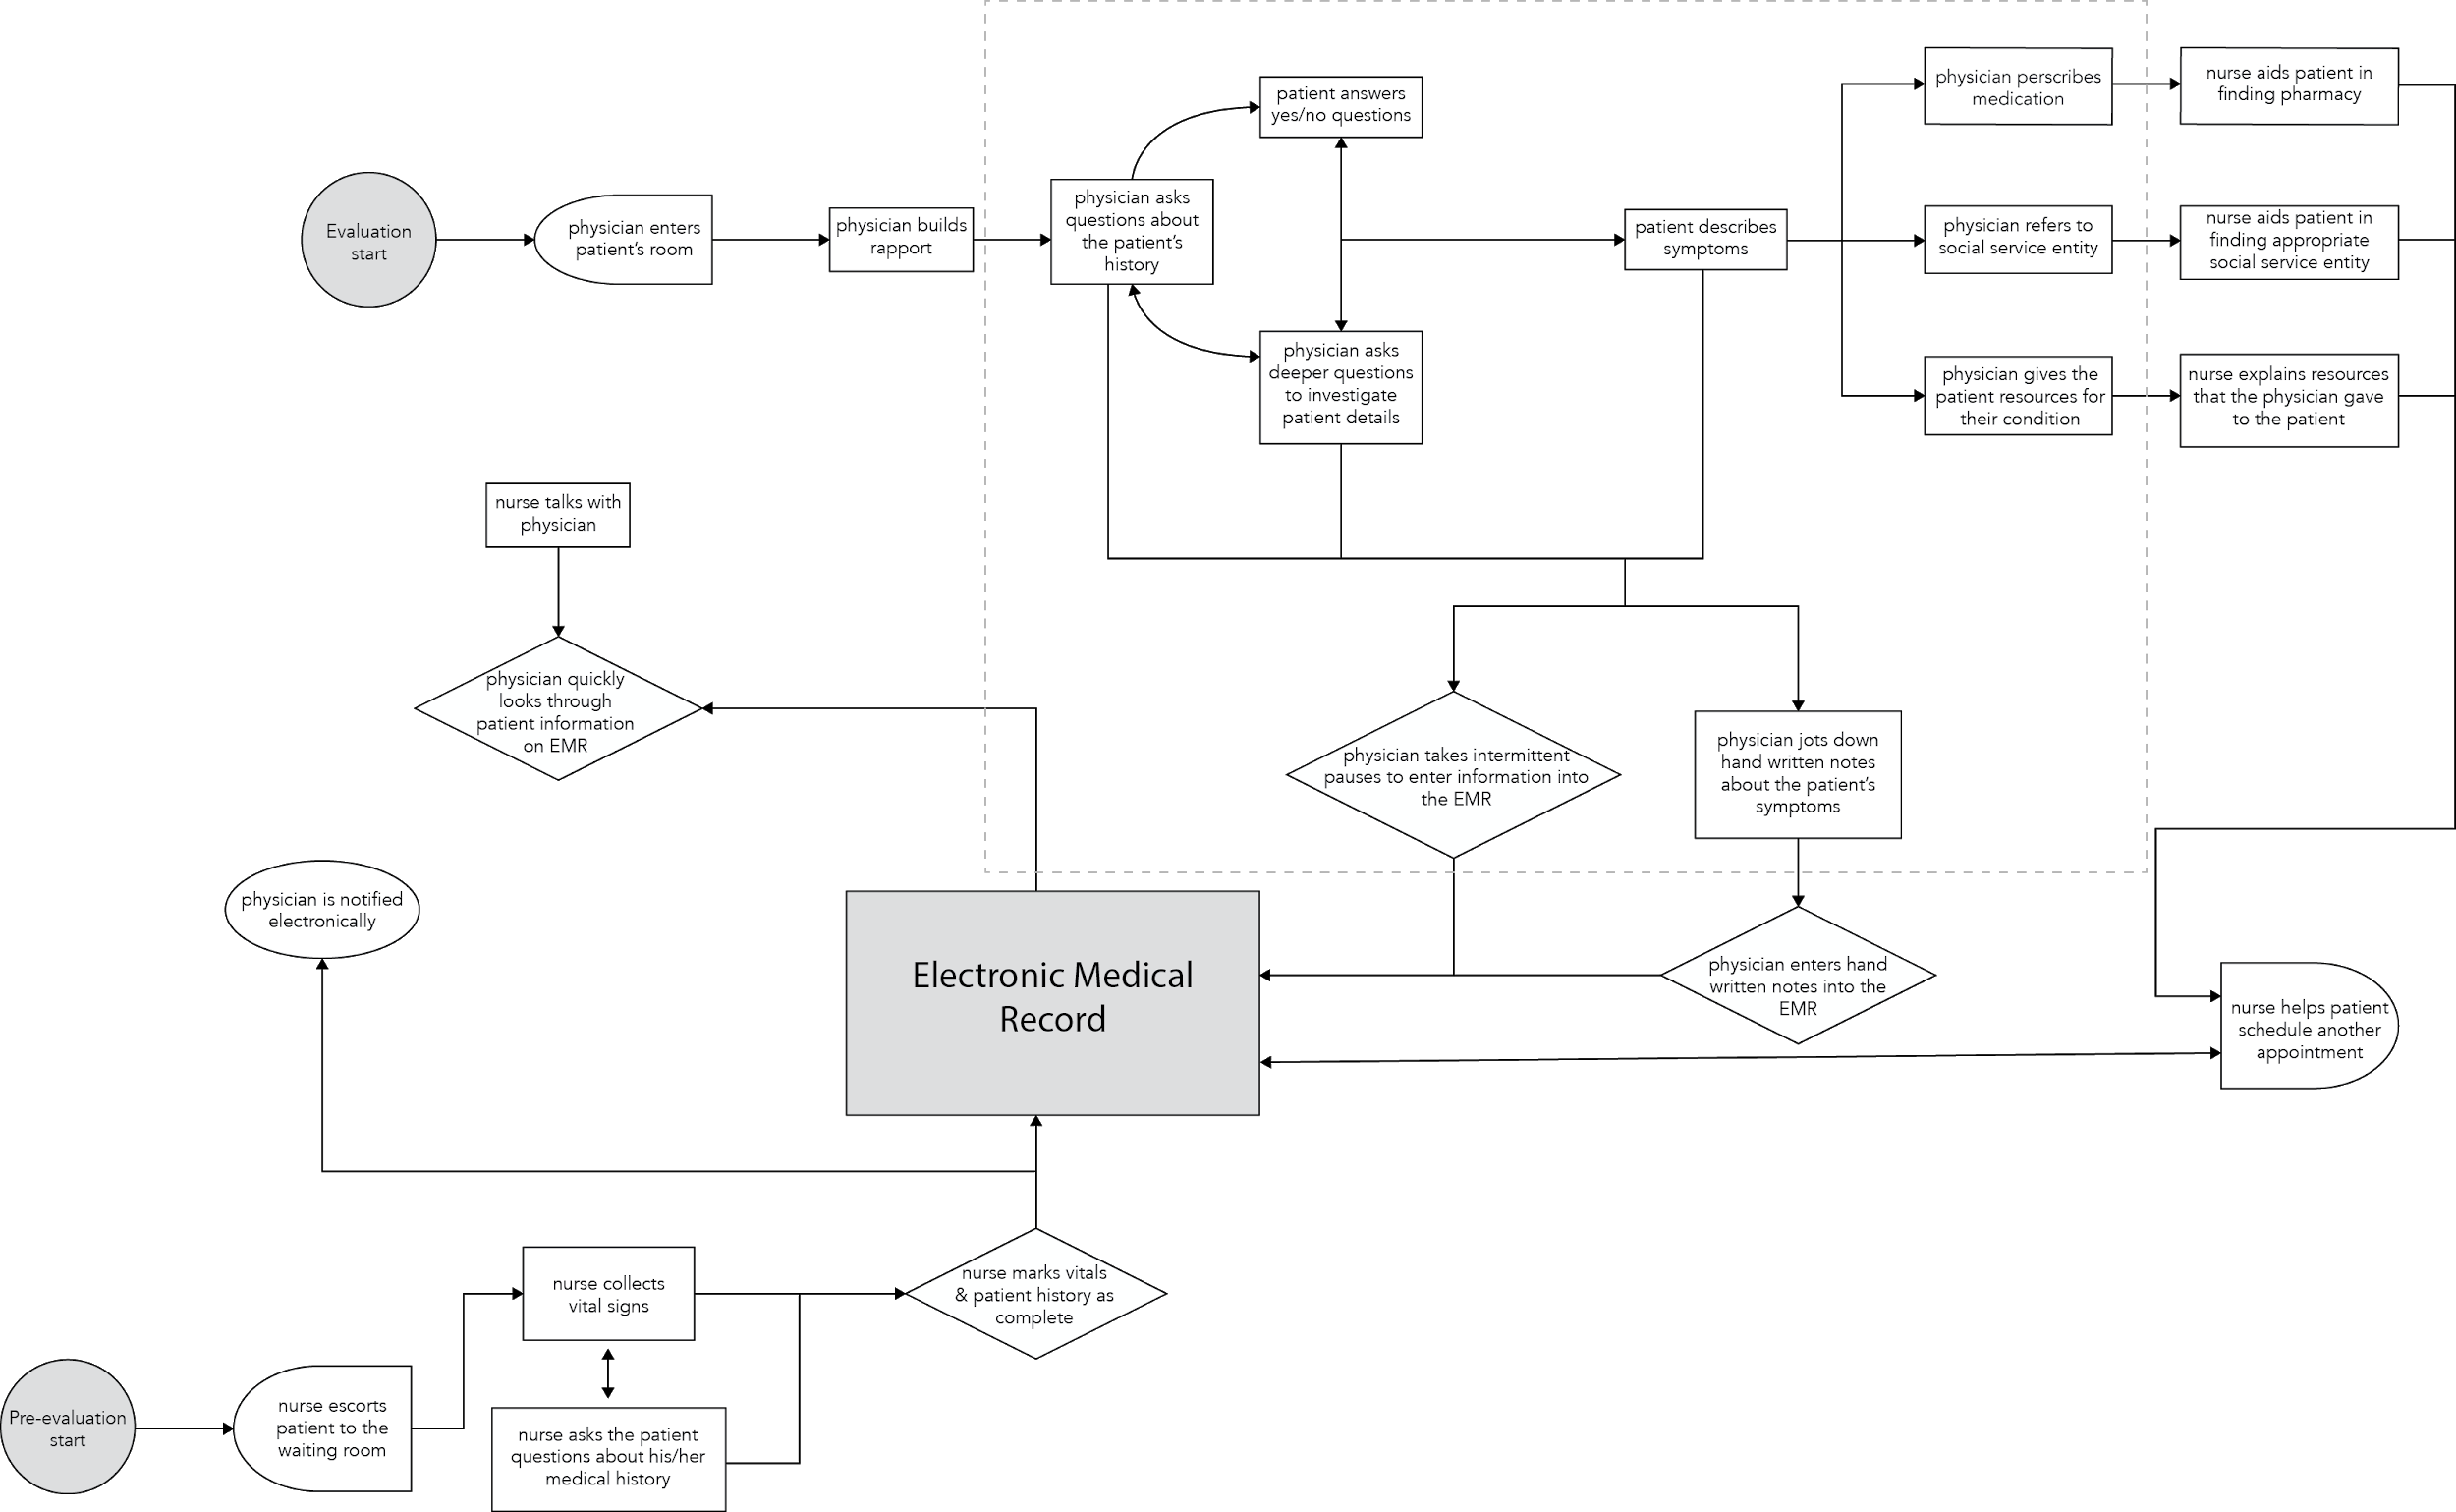 Evaluation
start
physician enters
patient's room
physician builds
rapport
physician asks
questions about
the patient's
history
patient answers
yes/no questions
physician asks
deeper questions
to investigate
patient details
patient describes
symptoms
physician perscribes
medication
nurse aids patient in
finding pharmacy
physician refers to
social service entity
nurse aids patient in
finding appropriate
social service entity
physician gives the
patient resources for
their condition
nurse explains resources
that the physician gave
to the patient
nurse talks with
physician
physician quickly
looks through
patient information
on EMR
physician takes intermittent
pauses to enter information into
the EMR
physician jots down
hand written notes
about the patient's
symptoms
physician is notified
electronically
Electronic Medical
Record
physician enters hand
written notes into the
EMR
nurse helps patient
schedule another
appointment
Pre-evaluation
start
nurse escorts
patient to the
waiting room
nurse collects
vital signs
nurse asks the patient
questions about his/her
medical history
nurse marks vitals
& patient history as
complete